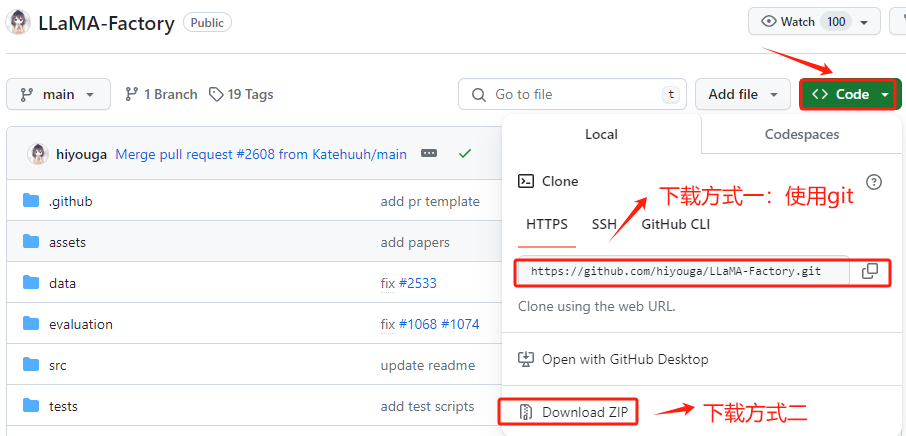 LLaMA-Factory Public
Watch 100
main 1 Branch 19 Tags Go to file t Add file Code
Local Codespaces
hiyouga Merge pull request #2608 from Katehuuh/main
Clone
下载方式一：使用git
HTTPS SSH GitHub CLI
https://github.com/hiyouga/LLaMA-Factory.git
Clone using the web URL.
Open with GitHub Desktop
Download ZIP
下载方式二
.github add pr template
assets add papers
data fix #2533
evaluation fix #1068 #1074
src update readme
tests add test scripts